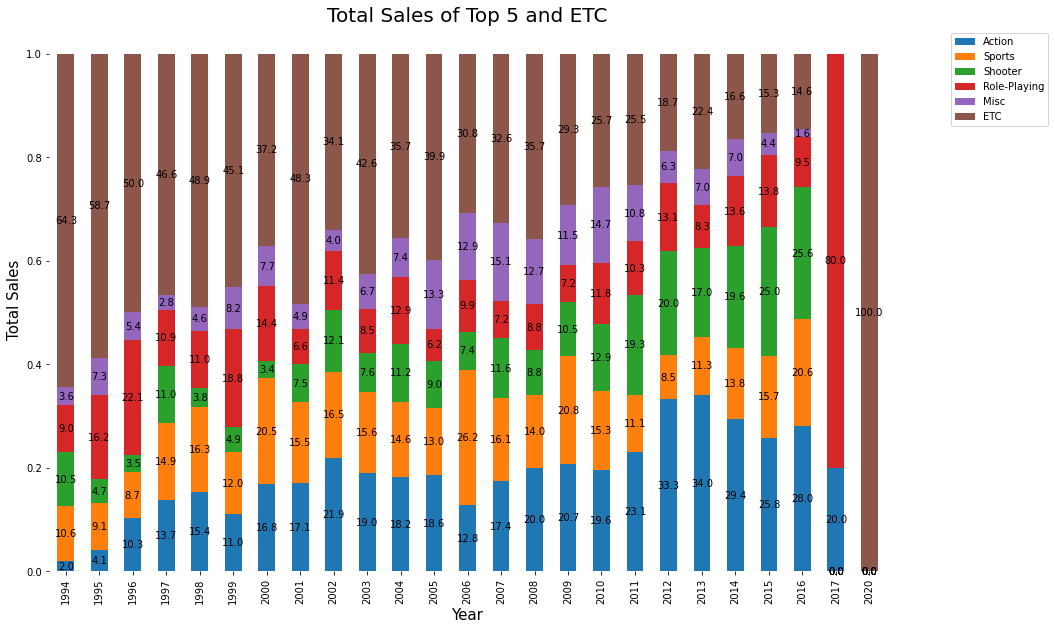 Total Sales of Top 5 and ETC
Action
Sports
Shooter
Role-Playing
Misc
ETC
Total Sales
1.0
0.8
0.6
0.4
0.2
0.0
64.3 58.7 50.0 46.6 48.9 45.1 37.2 48.3 34.1 42.6 35.7 39.9 30.8 32.6 35.7 29.3 25.7 25.5 18.7 22.4 16.6 15.3 14.6 100.0
3.6 7.3 5.4 2.8 4.6 8.2 7.7 4.9 4.0 6.7 7.4 13.3 12.9 15.1 12.7 11.5 14.7 10.8 6.3 7.0 7.0 4.4 1.6
9.0 16.2 22.1 10.9 11.0 18.8 14.4 6.6 11.4 8.5 12.9 6.2 9.9 7.2 8.8 7.2 11.8 10.3 13.1 8.3 13.6 13.8 9.5 80.0
10.5 4.7 3.5 11.0 3.8 4.9 3.4 7.5 12.1 7.6 11.2 9.0 7.4 11.6 8.8 10.5 12.9 19.3 20.0 17.0 19.6 25.0 25.6
10.6 9.1 8.7 14.9 16.3 12.0 20.5 15.5 16.5 15.6 14.6 13.0 26.2 16.1 14.0 20.8 15.3 11.1 8.5 11.3 13.8 15.7 20.6
2.0 4.1 10.3 13.7 15.4 11.0 16.8 17.1 21.9 19.0 18.2 18.6 12.8 17.4 20.0 20.7 19.6 23.1 33.3 34.0 29.4 25.8 28.0 20.0
0.0 0.0
1994 1995 1996 1997 1998 1999 2000 2001 2002 2003 2004 2005 2006 2007 2008 2009 2010 2011 2012 2013 2014 2015 2016 2017 2020
Year